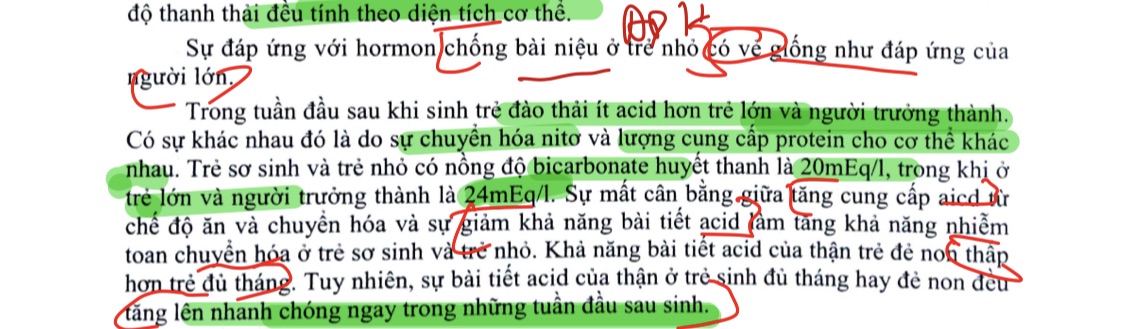 độ thanh thải đều tính theo diện tích cơ thể.
Sự đáp ứng với hormon chống bài niệu ở trẻ nhỏ có vẻ giống như đáp ứng của
người lớn.
Trong tuần đầu sau khi sinh trẻ đào thải ít acid hơn trẻ lớn và người trưởng thành.
Có sự khác nhau đó là do sự chuyển hóa nito và lượng cung cấp protein cho cơ thể khác
nhau. Trẻ sơ sinh và trẻ nhỏ có nồng độ bicarbonate huyết thanh là 20mEq/l, trong khi ở
trẻ lớn và người trưởng thành là 24mEq/l. Sự mất cân bằng giữa tăng cung cấp aicd từ
chế độ ăn và chuyển hóa và sự giảm khả năng bài tiết acid làm tăng khả năng nhiễm
toan chuyển hóa ở trẻ sơ sinh và trẻ nhỏ. Khả năng bài tiết acid của thận trẻ đẻ non thấp
hơn trẻ đủ tháng. Tuy nhiên, sự bài tiết acid của thận ở trẻ sinh đủ tháng hay đẻ non đều
tăng lên nhanh chóng ngay trong những tuần đầu sau sinh.